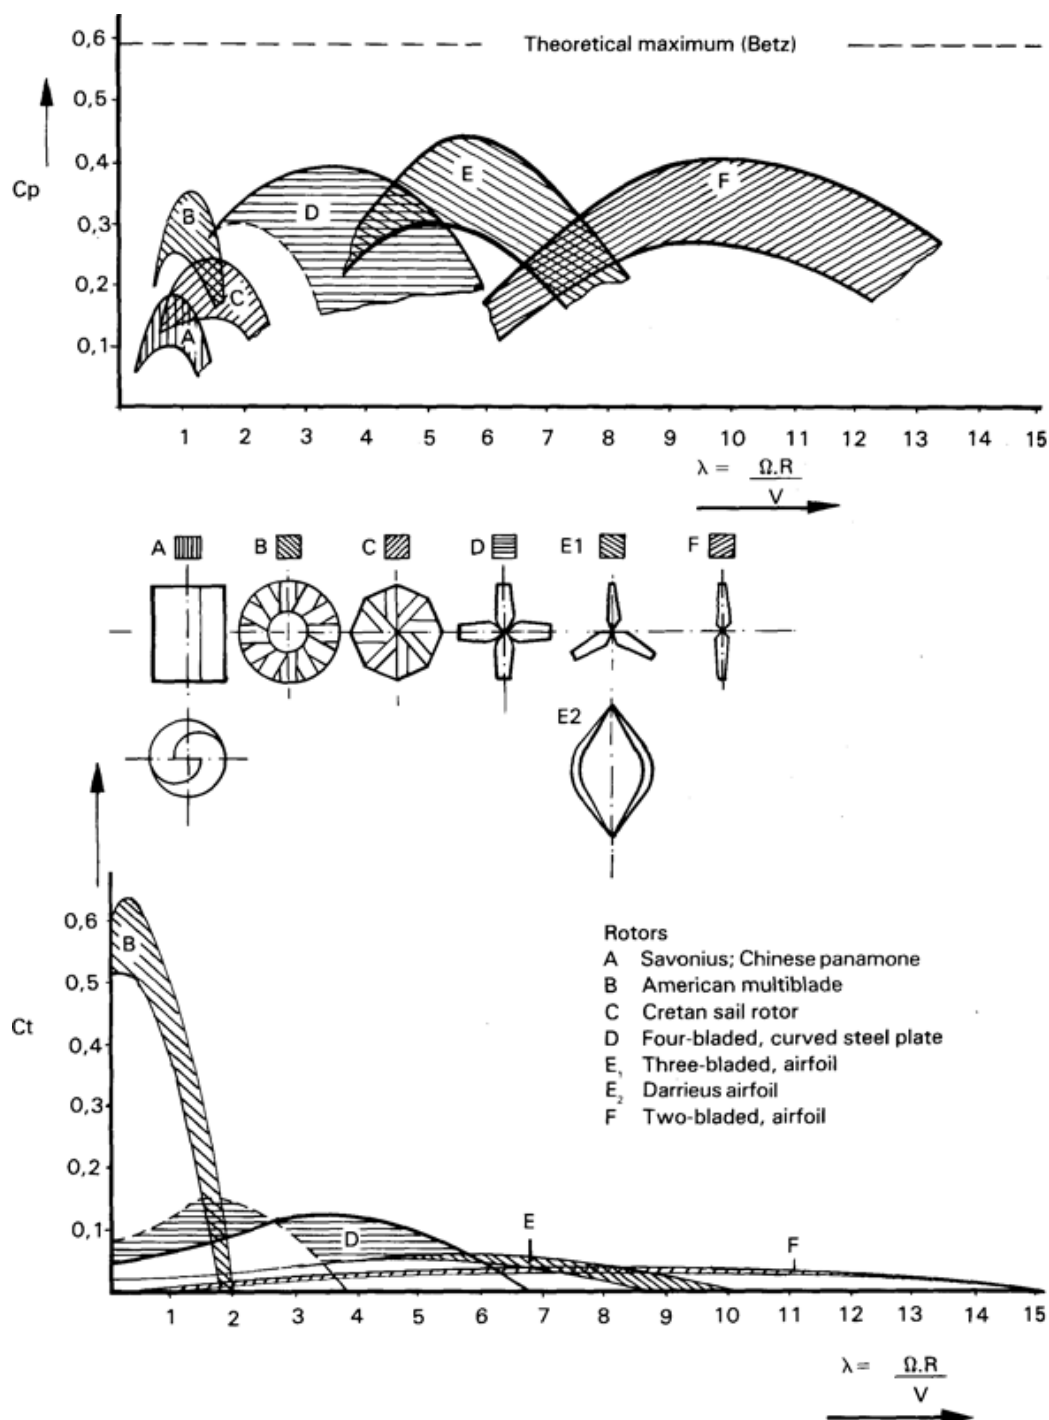 0,6
Theoretical maximum (Betz)
0,5
0,4
Cp
E
F
B
D
0,3
0,2
C
A
0,1
1 2 3 4 5 6 7 8 9 10 11 12 13 14 15
λ = Ω.R
V
A B C D E1 F
E2
0,6
B
0,5
Ct
0,4
0,3
0,2
0,1
D
E
F
Rotors
A Savonius; Chinese panamone
B American multiblade
C Cretan sail rotor
D Four-bladed, curved steel plate
E₁ Three-bladed, airfoil
E₂ Darrieus airfoil
F Two-bladed, airfoil
1 2 3 4 5 6 7 8 9 10 11 12 13 14 15
λ = Ω.R
V